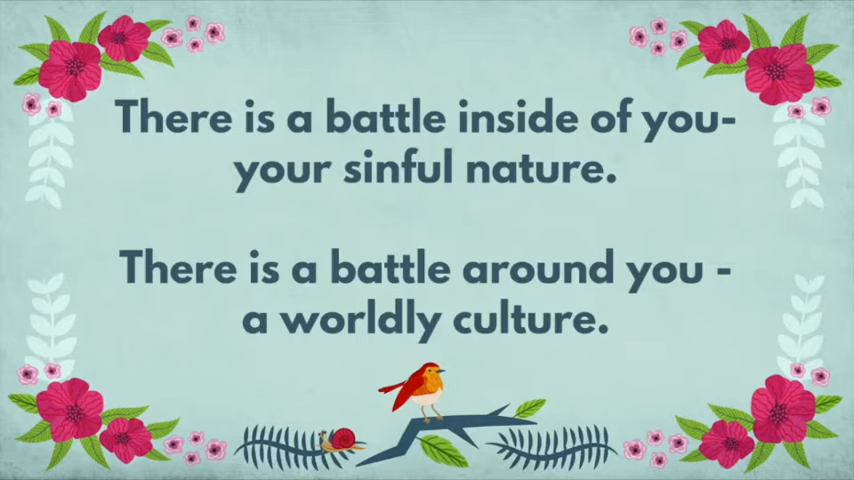 There is a battle inside of you-
your sinful nature.
There is a battle around you -
a worldly culture.